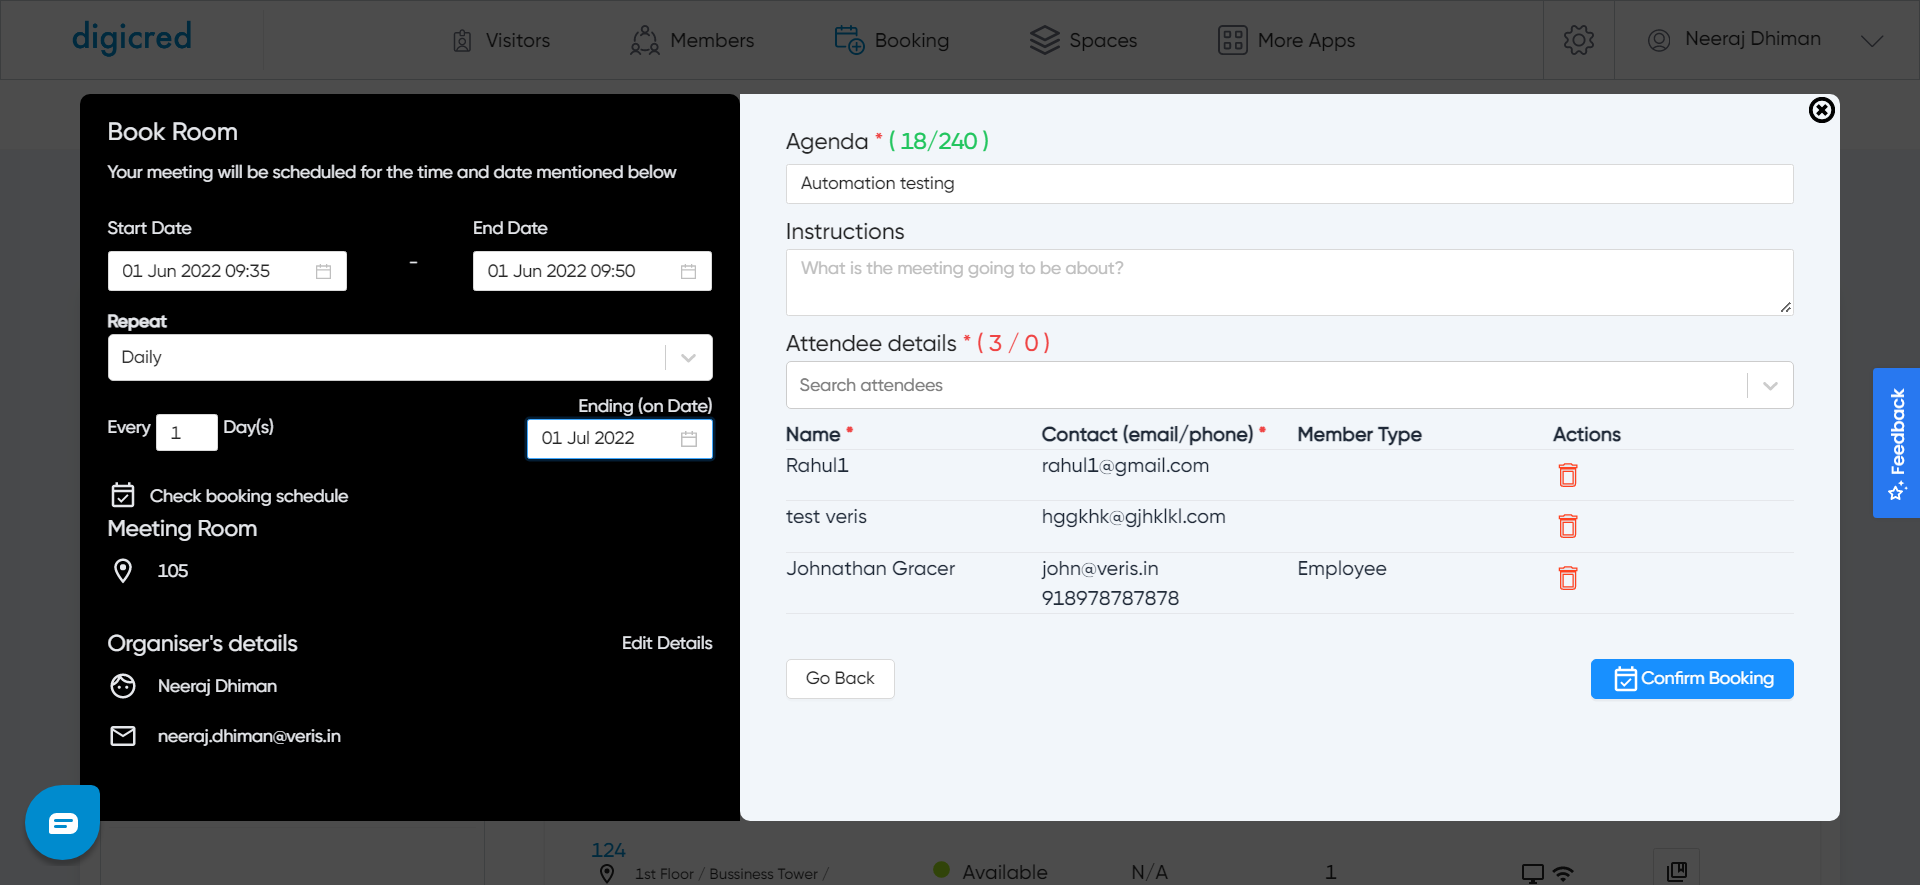 digicred
Visitors
Members
Booking
Spaces
More Apps
Neeraj Dhiman
Book Room
Your meeting will be scheduled for the time and date mentioned below
Start Date
End Date
01 Jun 2022 09:35
-
01 Jun 2022 09:50
Repeat
Daily
Ending (on Date)
Every 1 Day(s)
01 Jul 2022
Check booking schedule
Meeting Room
105
Organiser's details
Edit Details
Neeraj Dhiman
neeraj.dhiman@veris.in
Agenda * ( 18/240 )
Automation testing
Instructions
What is the meeting going to be about?
Attendee details * ( 3 / 0 )
Search attendees
Name * Contact (email/phone) * Member Type Actions
Rahul1 rahul1@gmail.com
test veris hggkhk@gjhklkl.com
Johnathan Gracer john@veris.in Employee
918978787878
Go Back
Confirm Booking
Feedback
124
1st Floor / Bussiness Tower /
Available
N/A
1